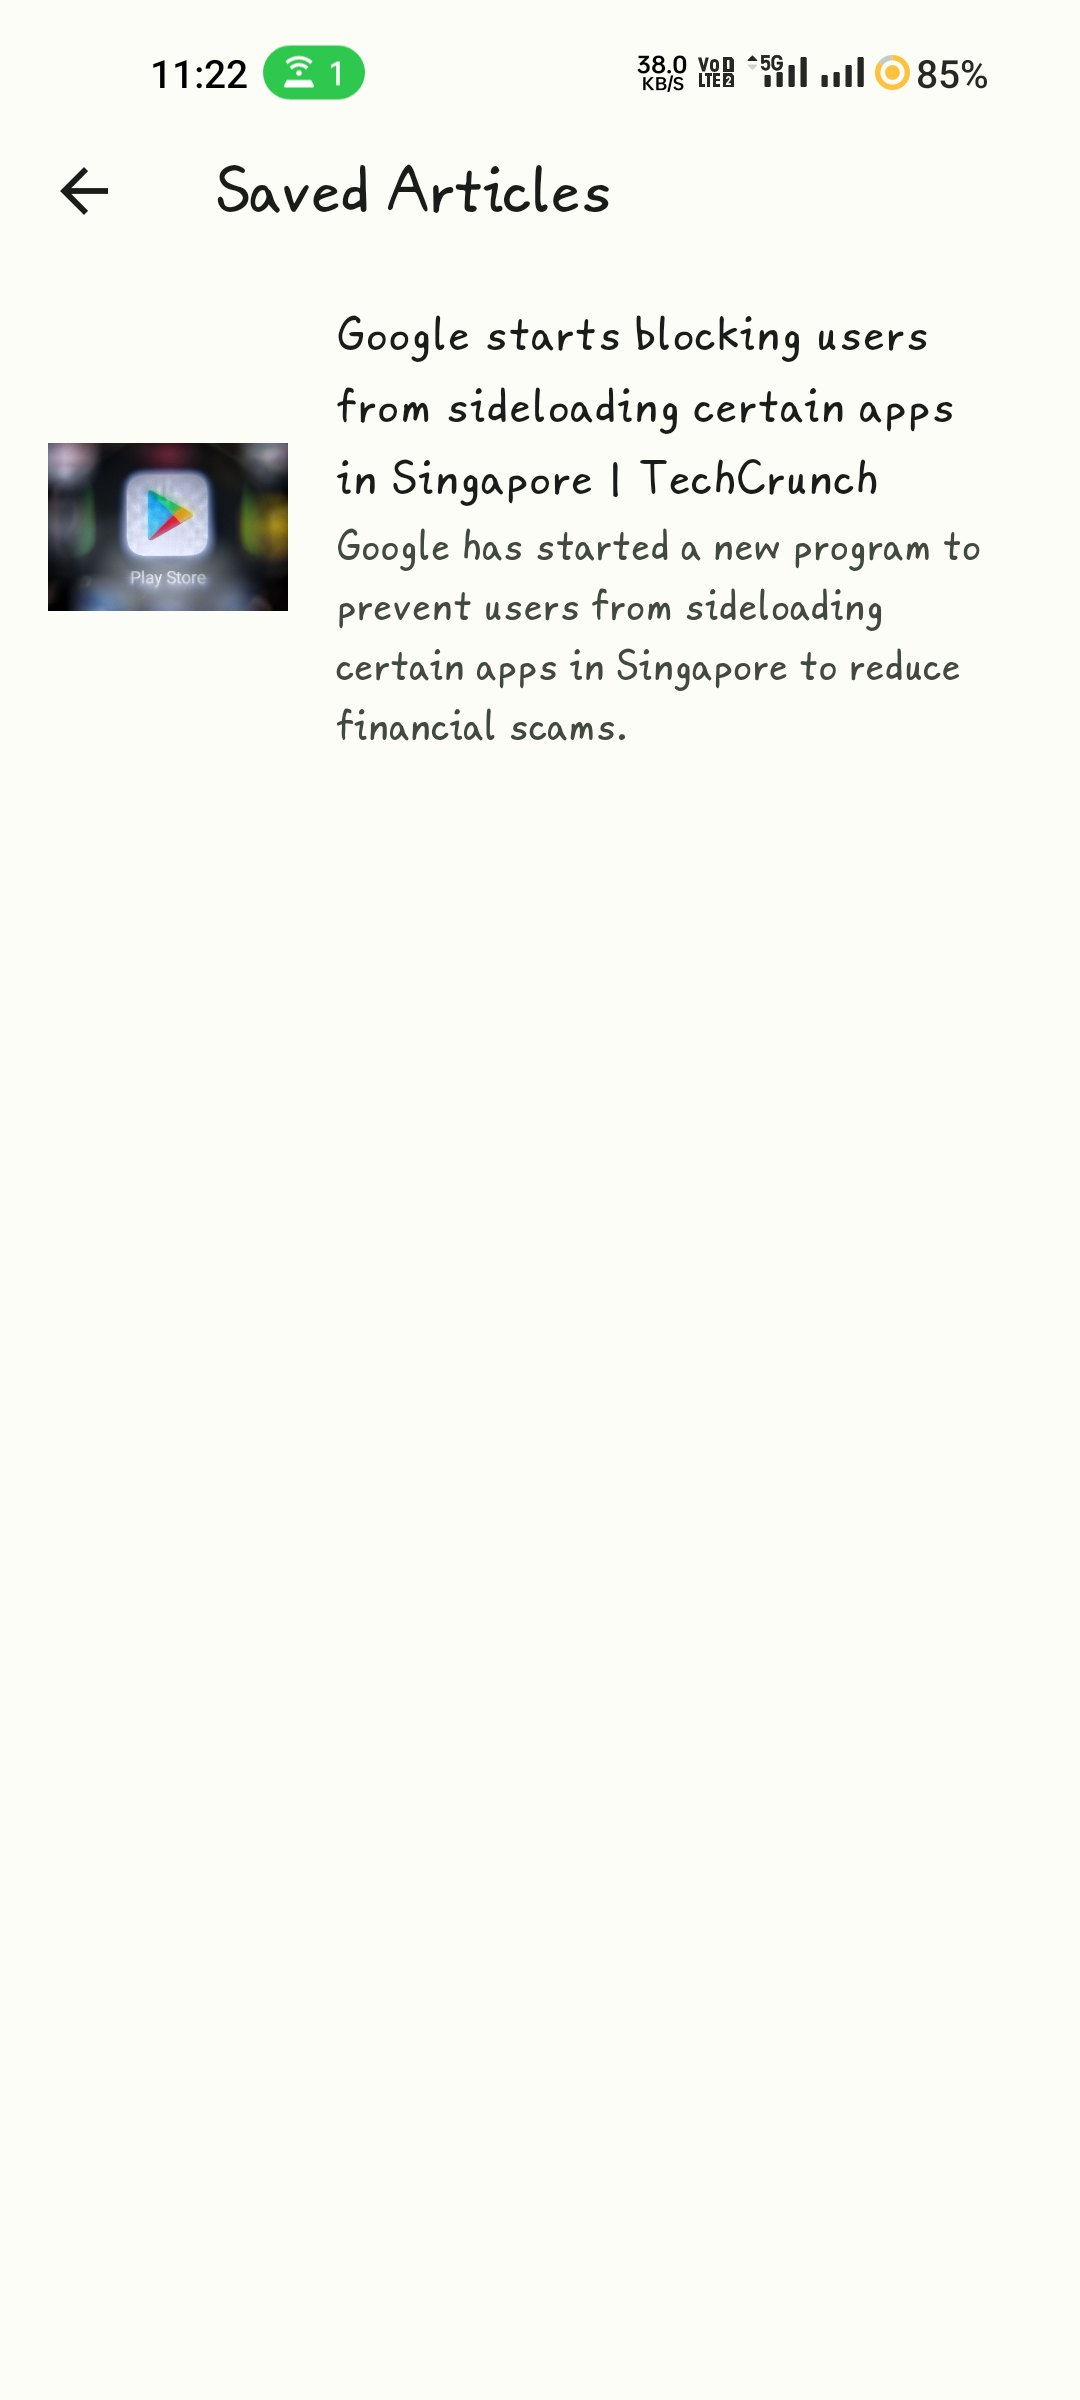 11:22 1 38.0 KB/S VoD LTE 2 5G 85%
Saved Articles
Google starts blocking users
from sideloading certain apps
in Singapore | TechCrunch
Google has started a new program to
prevent users from sideloading
certain apps in Singapore to reduce
financial scams.
Play Store